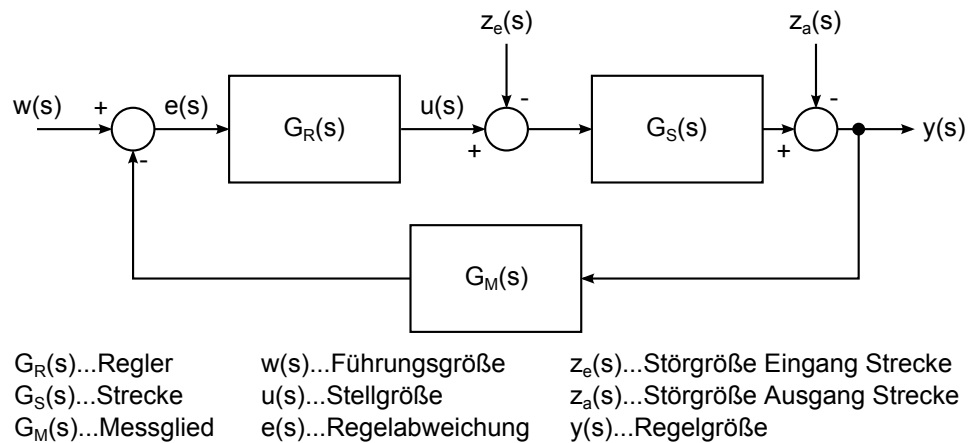 z_e(s)
z_a(s)
w(s)
+
-
e(s)
G_R(s)
u(s)
-
+
G_S(s)
-
+
y(s)
G_M(s)
G_R(s)...Regler w(s)...Führungsgröße z_e(s)...Störgröße Eingang Strecke
G_S(s)...Strecke u(s)...Stellgröße z_a(s)...Störgröße Ausgang Strecke
G_M(s)...Messglied e(s)...Regelabweichung y(s)...Regelgröße